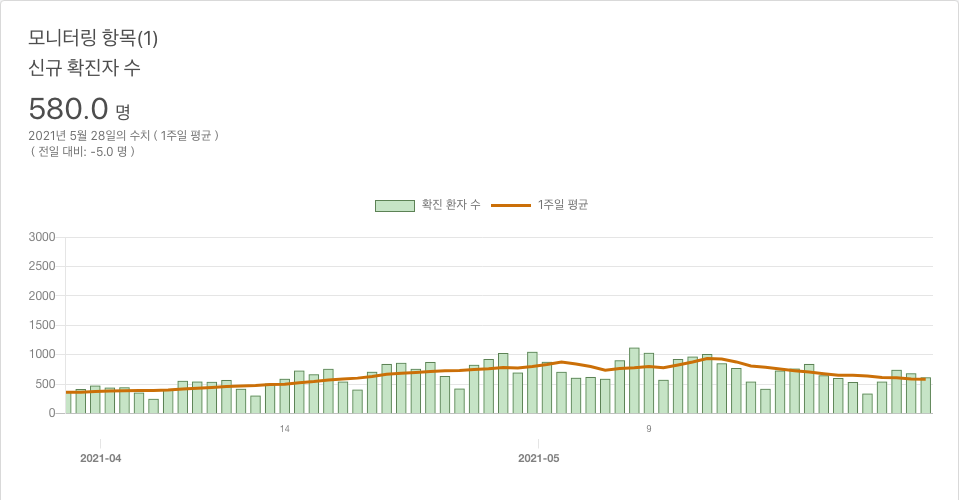 모니터링 항목(1)
신규 확진자 수
580.0 명
2021년 5월 28일의 수치 ( 1주일 평균 )
( 전일 대비: -5.0 명 )
확진 환자 수 1주일 평균
3000
2500
2000
1500
1000
500
0
14 9
2021-04 2021-05